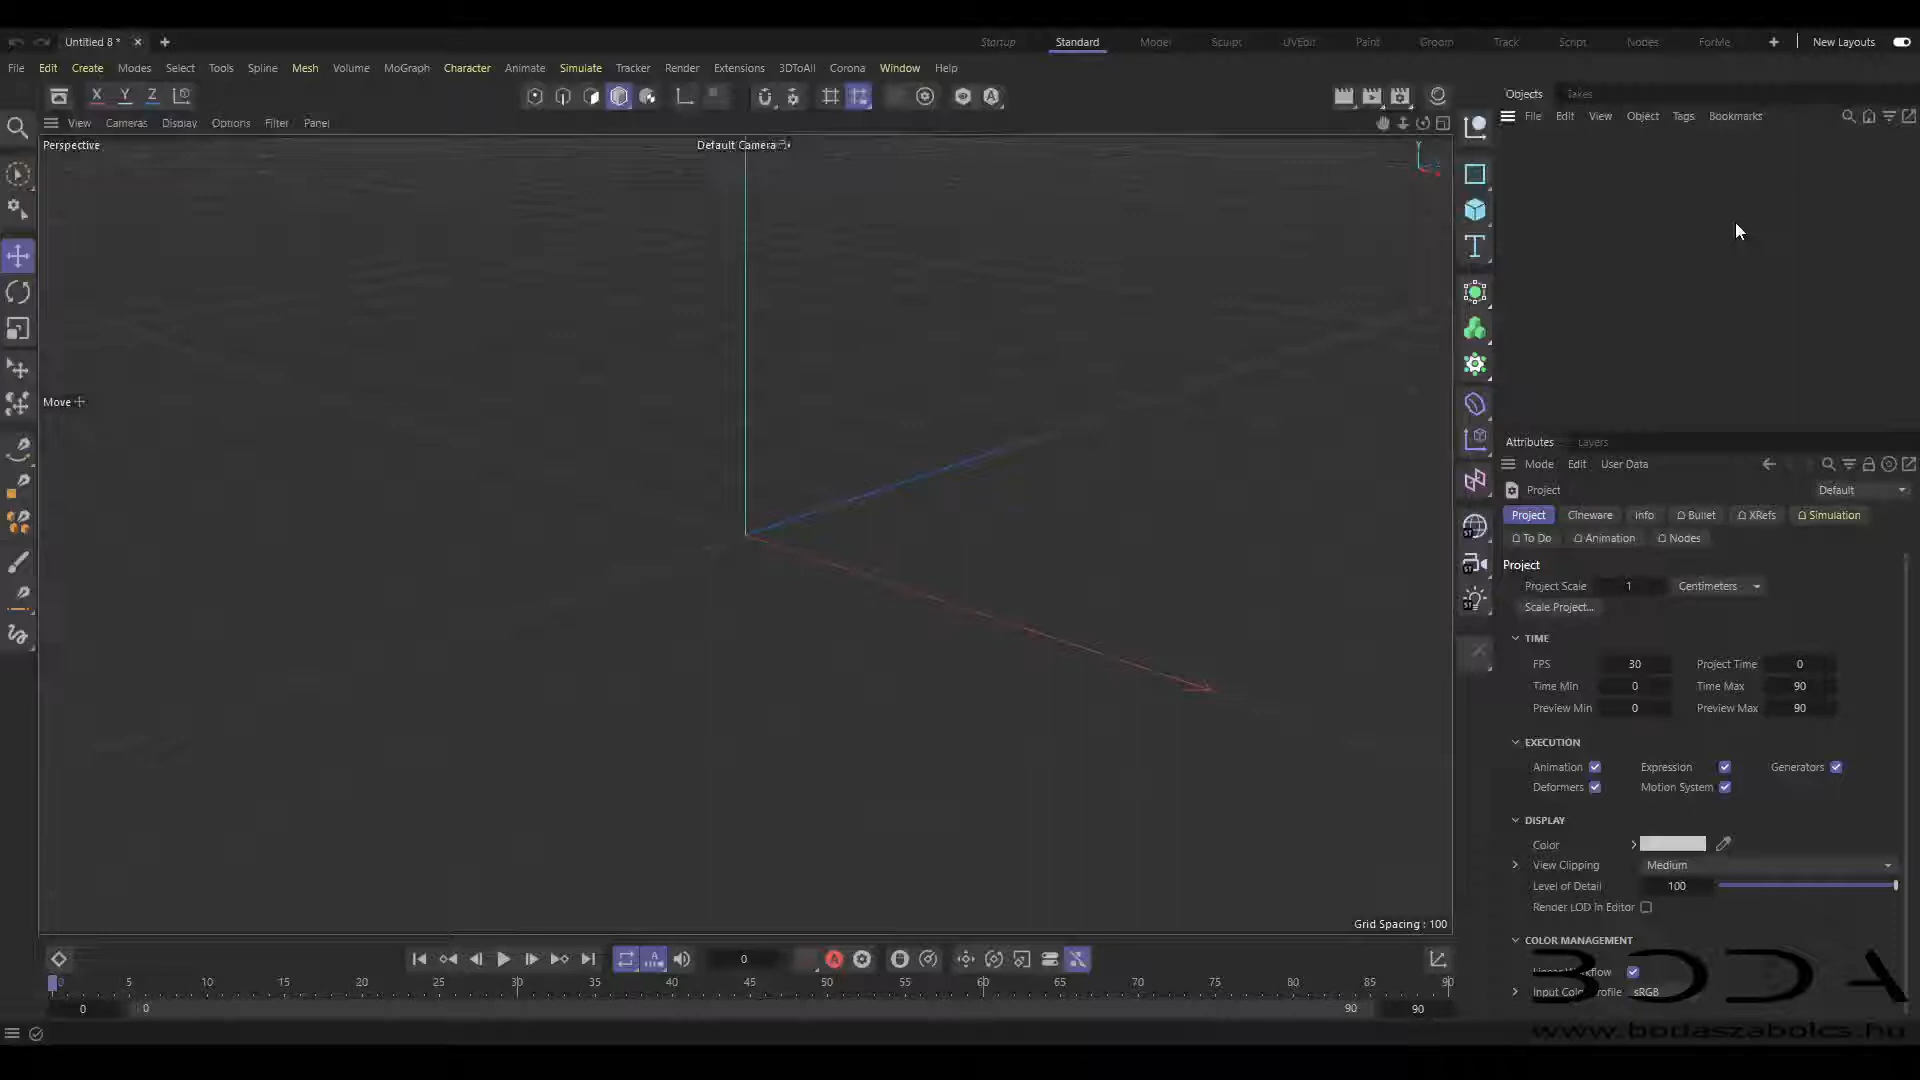 Untitled 8 *
Startup Standard Model Sculpt UVEdit Paint Groom Track Script Nodes ForMe New Layouts
File Edit Create Modes Select Tools Spline Mesh Volume MoGraph Character Animate Simulate Tracker Render Extensions 3DToAll Corona Window Help
X Y Z
View Cameras Display Options Filter Panel
Perspective
Default Camera
Y
Move
Grid Spacing : 100
Objects Takes
File Edit View Object Tags Bookmarks
Attributes Layers
Mode Edit User Data
Project Default
Project Cineware Info Bullet XRefs Simulation
To Do Animation Nodes
Project
Project Scale 1 Centimeters
Scale Project...
TIME
FPS 30 Project Time 0
Time Min 0 Time Max 90
Preview Min 0 Preview Max 90
EXECUTION
Animation Expression Generators
Deformers Motion System
DISPLAY
Color
View Clipping Medium
Level of Detail 100
Render LOD in Editor
COLOR MANAGEMENT
Linear Workflow
Input Color Profile sRGB
BODA
www.bodaszabolcs.hu
0
0 5 10 15 20 25 30 35 40 45 50 55 60 65 70 75 80 85 90
0 0 90 90